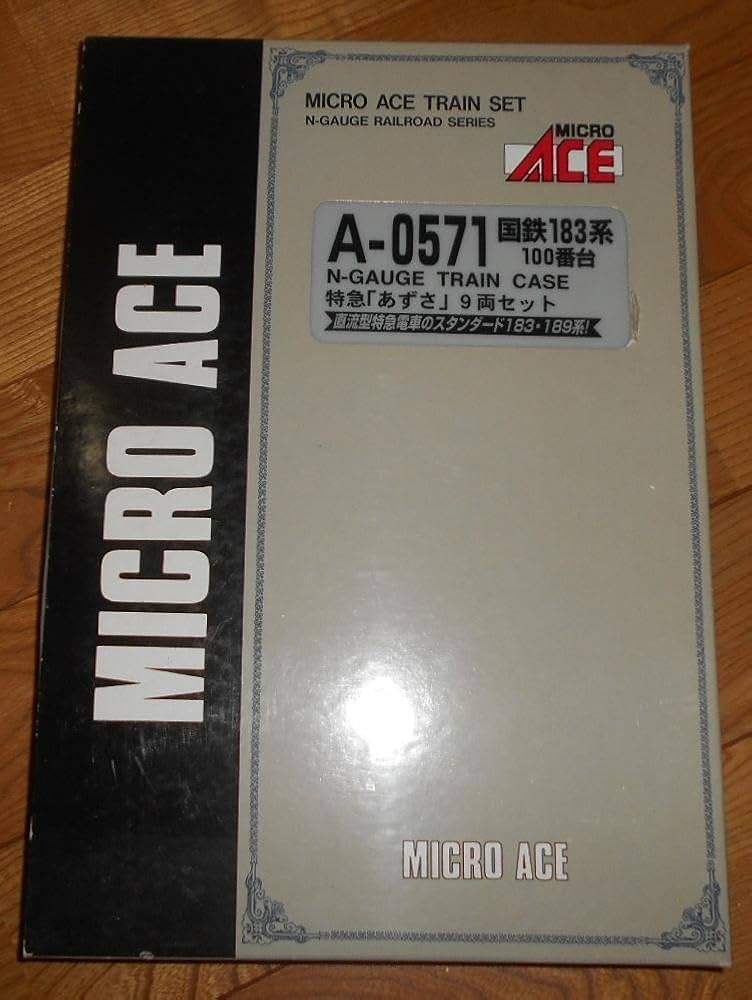 MICRO ACE
MICRO ACE TRAIN SET
N-GAUGE RAILROAD SERIES
MICRO
ACE
A-0571 国鉄183系
100番台
N-GAUGE TRAIN CASE
特急「あずさ」9両セット
直流型特急電車のスタンダード183・189系!
MICRO ACE